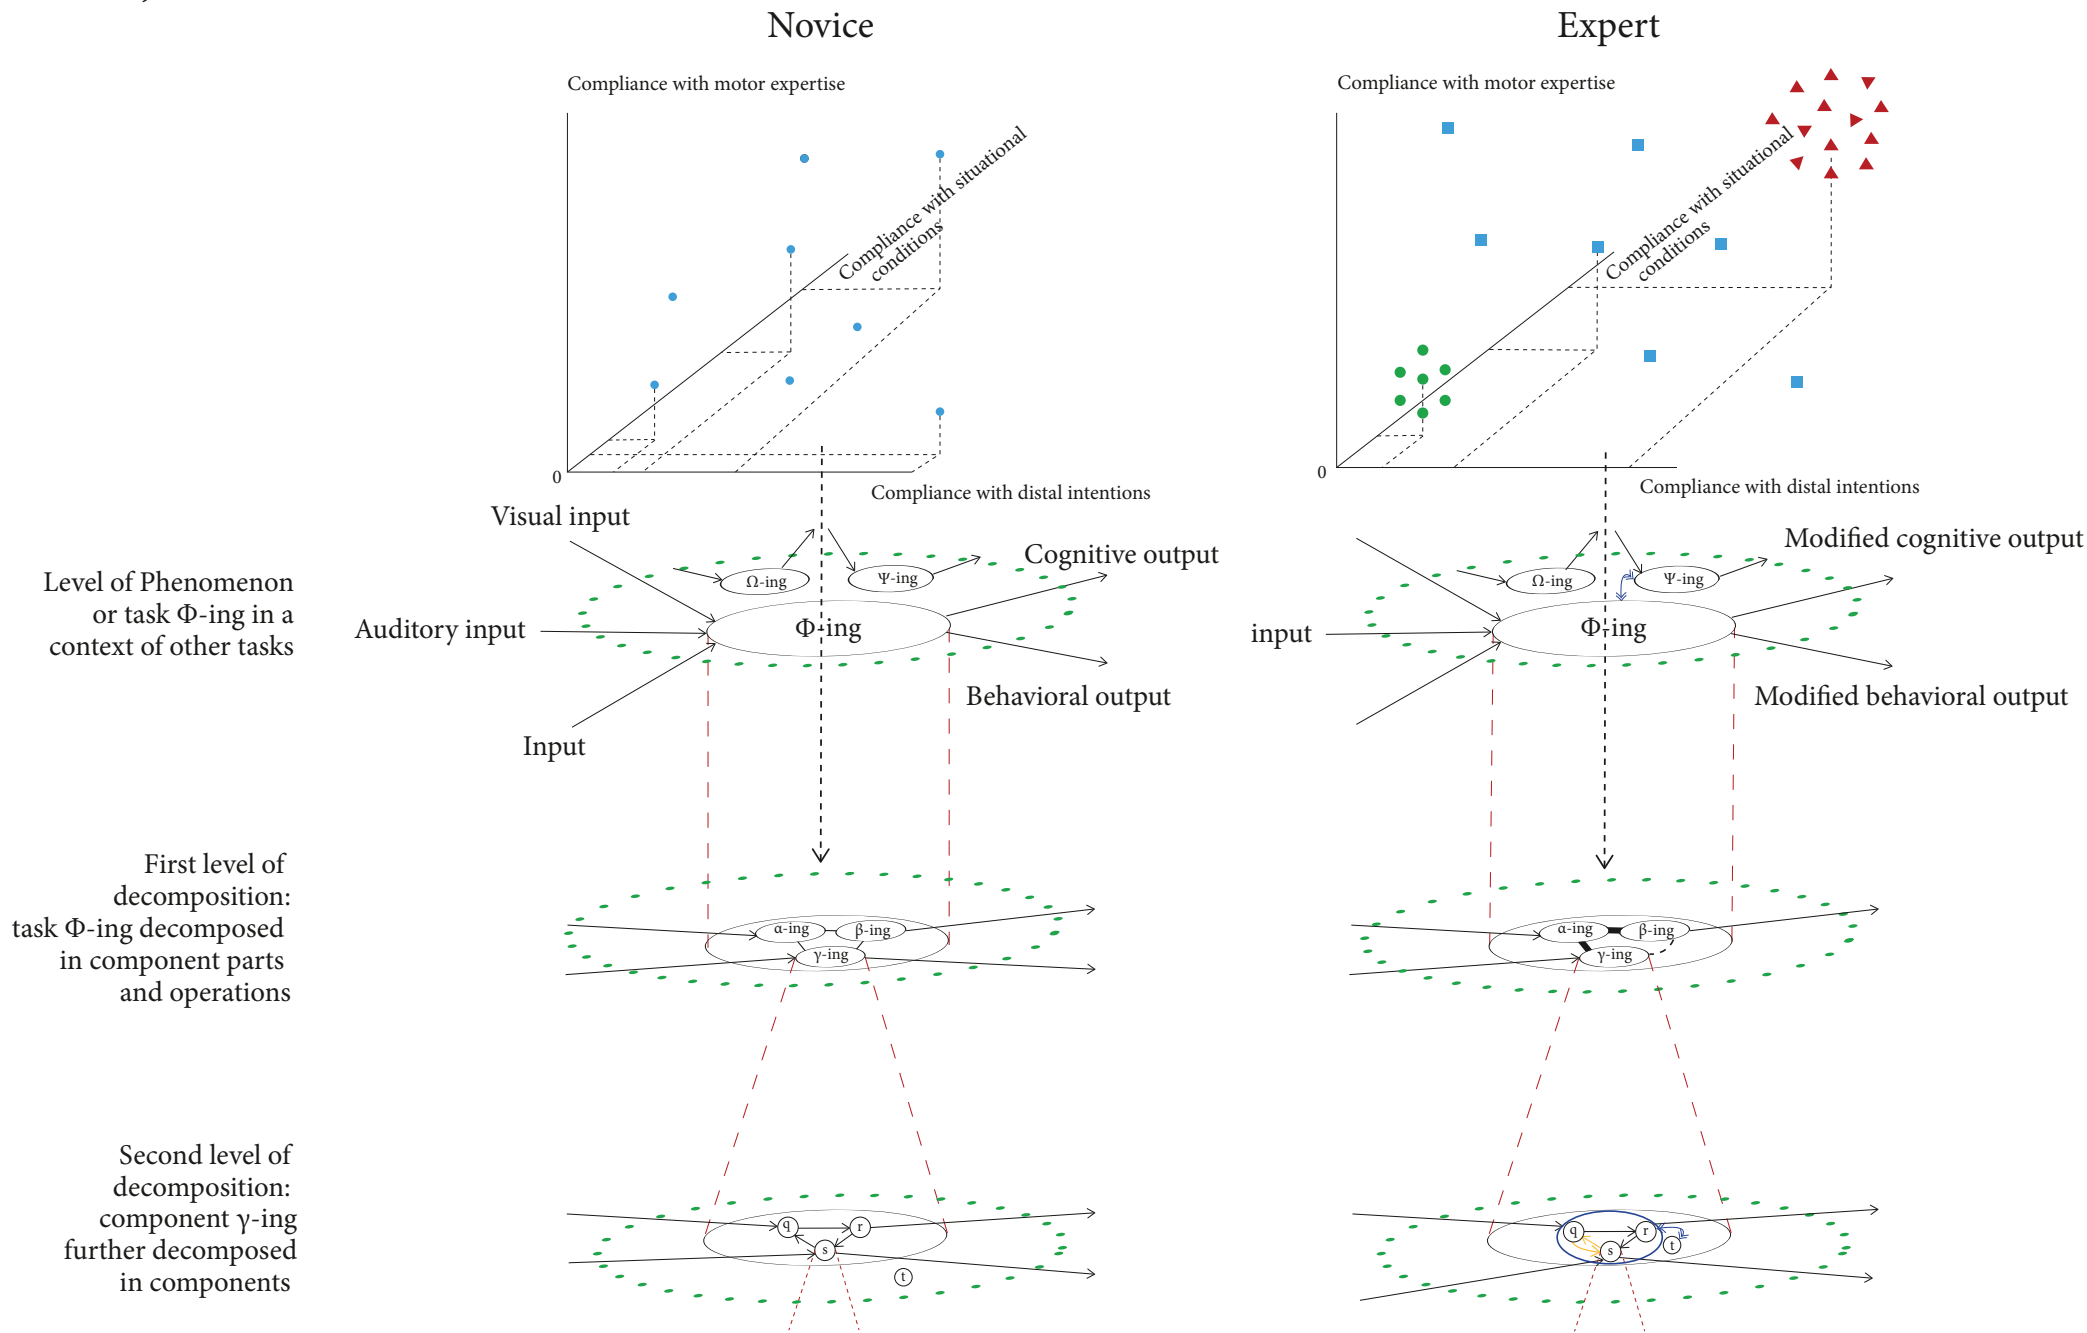 Novice
Expert
Compliance with motor expertise
Compliance with motor expertise
Compliance with situational
conditions
Compliance with situational
conditions
0
0
Compliance with distal intentions
Compliance with distal intentions
Visual input
Auditory input
Input
Ω-ing
Ψ-ing
Φ-ing
Cognitive output
Behavioral output
input
Ω-ing
Ψ-ing
Φ-ing
Modified cognitive output
Modified behavioral output
Level of Phenomenon
or task Φ-ing in a
context of other tasks
First level of
decomposition:
task Φ-ing decomposed
in component parts
and operations
α-ing
β-ing
γ-ing
α-ing
β-ing
γ-ing
Second level of
decomposition:
component γ-ing
further decomposed
in components
q
r
s
t
q
r
s
t